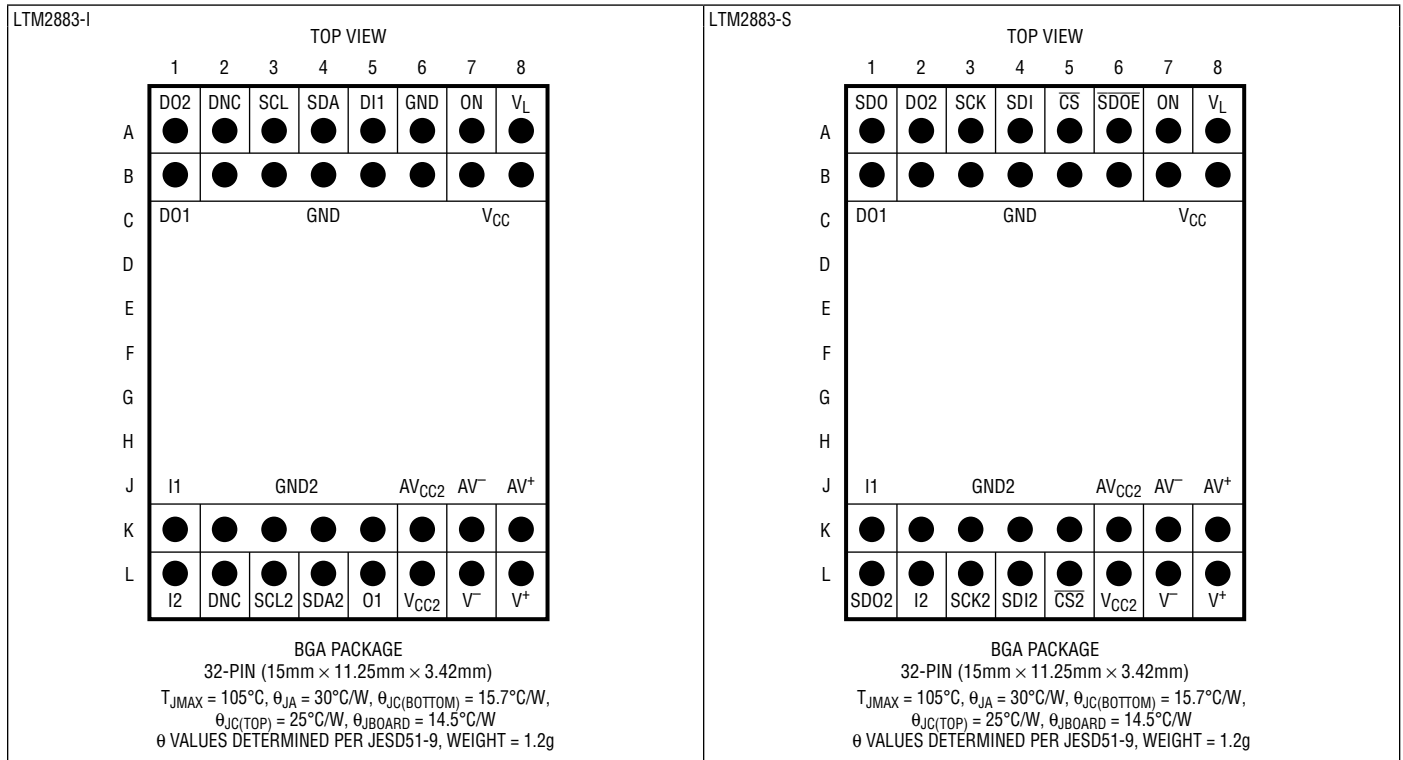 LTM2883-I
TOP VIEW
1 2 3 4 5 6 7 8
DO2 DNC SCL SDA DI1 GND ON VL
A
B
C DO1 GND VCC
D
E
F
G
H
J I1 GND2 AVCC2 AV– AV+
K
L
I2 DNC SCL2 SDA2 O1 VCC2 V– V+
BGA PACKAGE
32-PIN (15mm × 11.25mm × 3.42mm)
TJMAX = 105°C, θJA = 30°C/W, θJC(BOTTOM) = 15.7°C/W,
θJC(TOP) = 25°C/W, θJBOARD = 14.5°C/W
θ VALUES DETERMINED PER JESD51-9, WEIGHT = 1.2g
LTM2883-S
TOP VIEW
1 2 3 4 5 6 7 8
SDO DO2 SCK SDI C̅S̅ S̅D̅O̅E̅ ON VL
A
B
C DO1 GND VCC
D
E
F
G
H
J I1 GND2 AVCC2 AV– AV+
K
L
SDO2 I2 SCK2 SDI2 C̅S̅2̅ VCC2 V– V+
BGA PACKAGE
32-PIN (15mm × 11.25mm × 3.42mm)
TJMAX = 105°C, θJA = 30°C/W, θJC(BOTTOM) = 15.7°C/W,
θJC(TOP) = 25°C/W, θJBOARD = 14.5°C/W
θ VALUES DETERMINED PER JESD51-9, WEIGHT = 1.2g